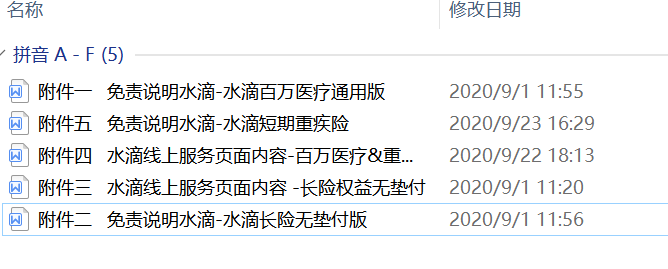 名称 修改日期
拼音 A - F (5)
附件一 免责说明水滴-水滴百万医疗通用版 2020/9/1 11:55
附件五 免责说明水滴-水滴短期重疾险 2020/9/23 16:29
附件四 水滴线上服务页面内容-百万医疗&重... 2020/9/22 18:13
附件三 水滴线上服务页面内容 -长险权益无垫付 2020/9/1 11:20
附件二 免责说明水滴-水滴长险无垫付版 2020/9/1 11:56